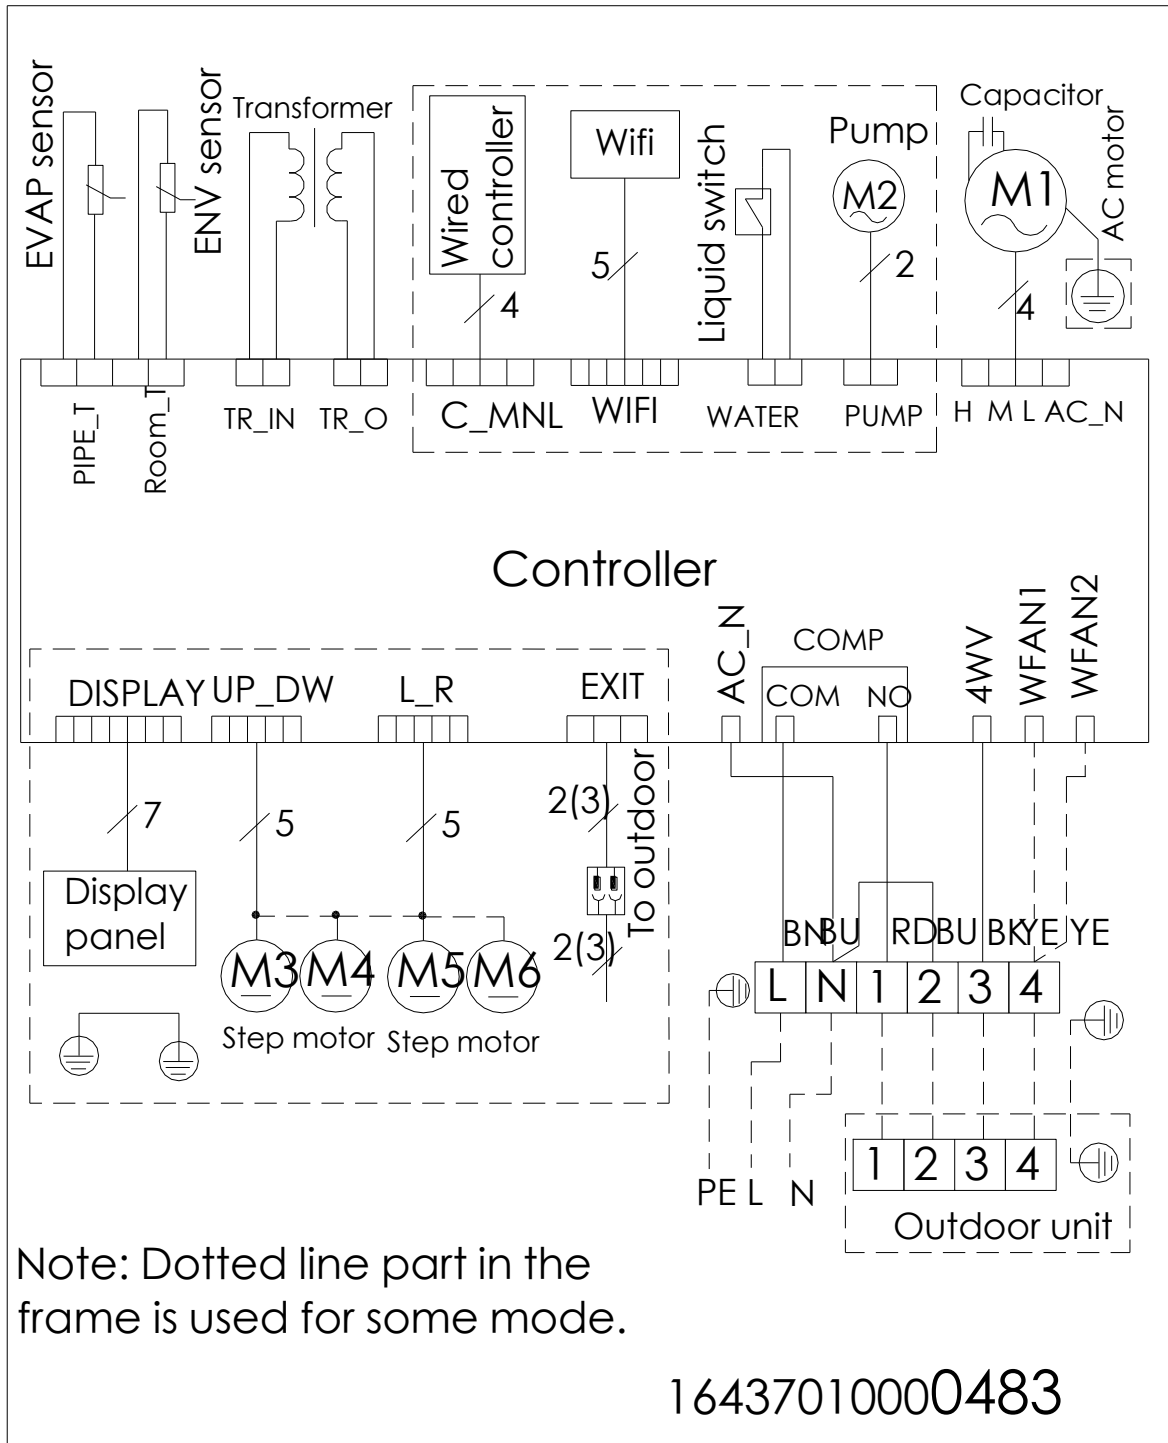 EVAP sensor
ENV sensor
Transformer
Wired
controller
4
Wifi
5
Liquid switch
Pump
M2
2
Capacitor
M1
AC motor
4
PIPE_T
Room_T
TR_IN
TR_O
C_MNL
WIFI
WATER
PUMP
H M L AC_N
Controller
DISPLAY
UP_DW
L_R
EXIT
AC_N
COMP
COM
NO
4WV
WFAN1
WFAN2
7
5
5
2(3)
To outdoor
2(3)
Display
panel
M3
M4
M5
M6
Step motor
Step motor
BN
BU
RD
BU
BK
YE
YE
L N 1 2 3 4
PE L N
1 2 3 4
Outdoor unit
Note: Dotted line part in the
frame is used for some mode.
16437010000483